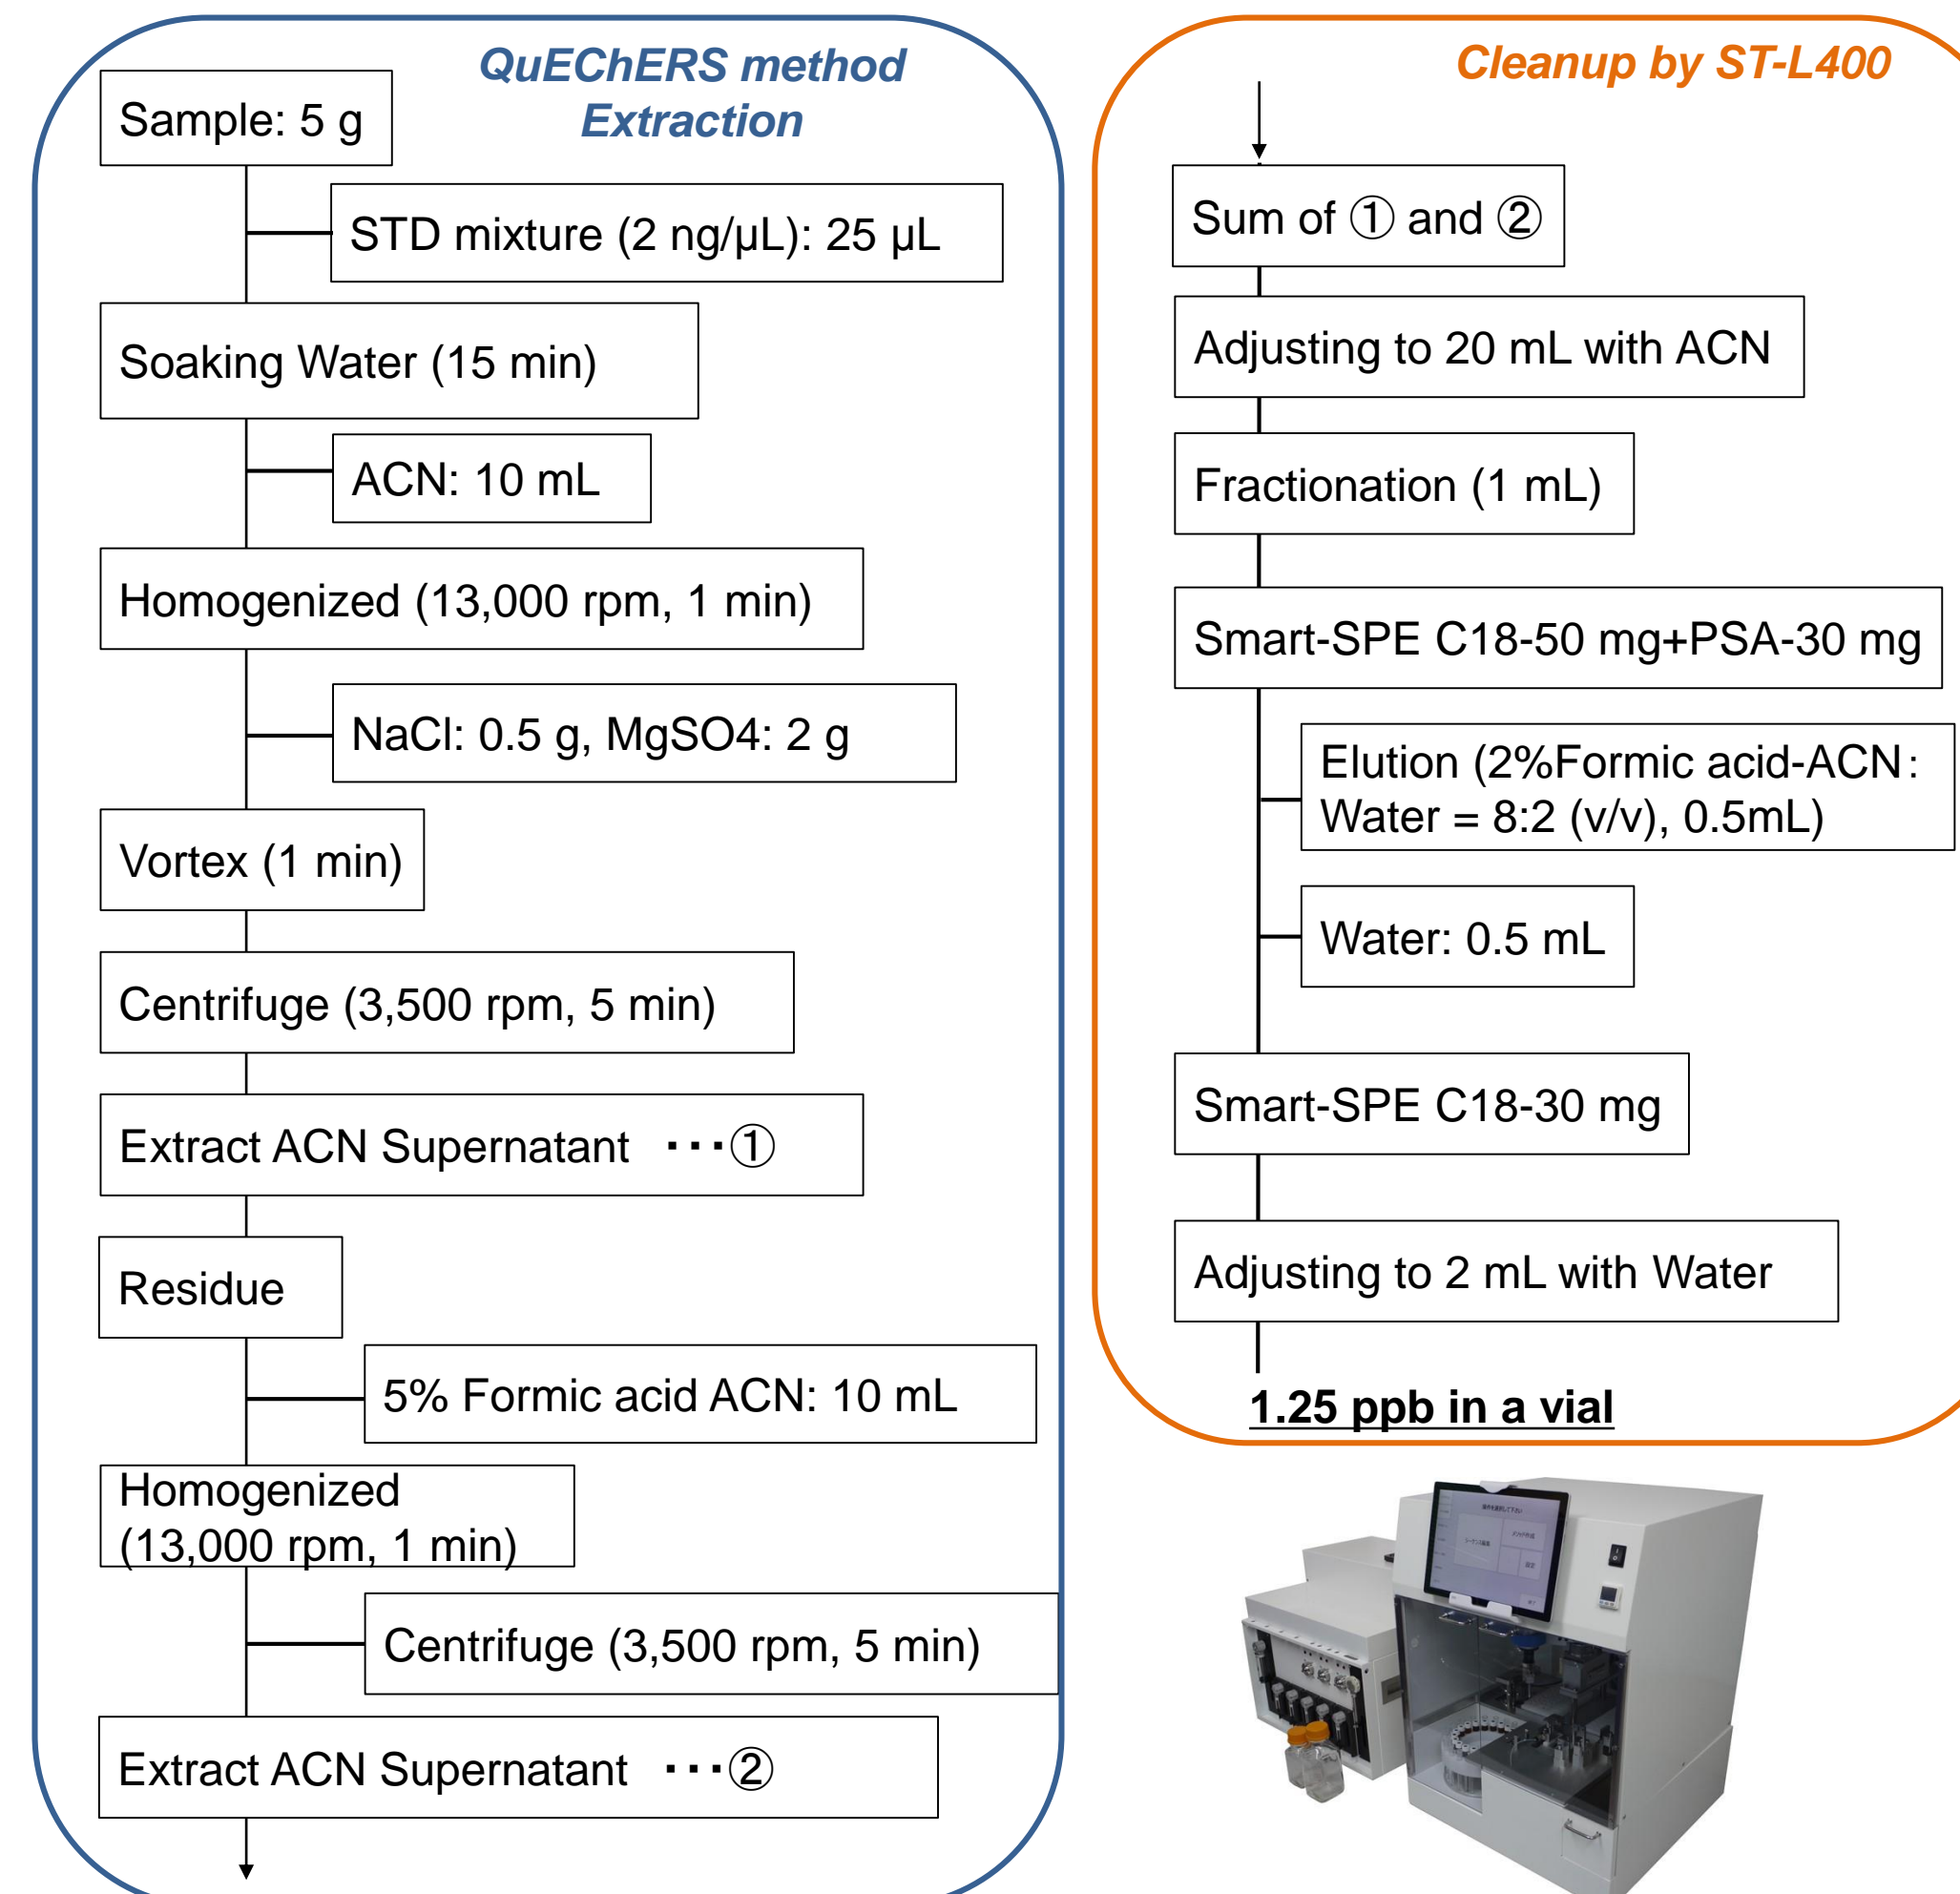 QuEChERS method
Extraction
Sample: 5 g
STD mixture (2 ng/μL): 25 μL
Soaking Water (15 min)
ACN: 10 mL
Homogenized (13,000 rpm, 1 min)
NaCl: 0.5 g, MgSO4: 2 g
Vortex (1 min)
Centrifuge (3,500 rpm, 5 min)
Extract ACN Supernatant ･･･①
Residue
5% Formic acid ACN: 10 mL
Homogenized
(13,000 rpm, 1 min)
Centrifuge (3,500 rpm, 5 min)
Extract ACN Supernatant ･･･②
Cleanup by ST-L400
Sum of ① and ②
Adjusting to 20 mL with ACN
Fractionation (1 mL)
Smart-SPE C18-50 mg+PSA-30 mg
Elution (2%Formic acid-ACN:
Water = 8:2 (v/v), 0.5mL)
Water: 0.5 mL
Smart-SPE C18-30 mg
Adjusting to 2 mL with Water
1.25 ppb in a vial